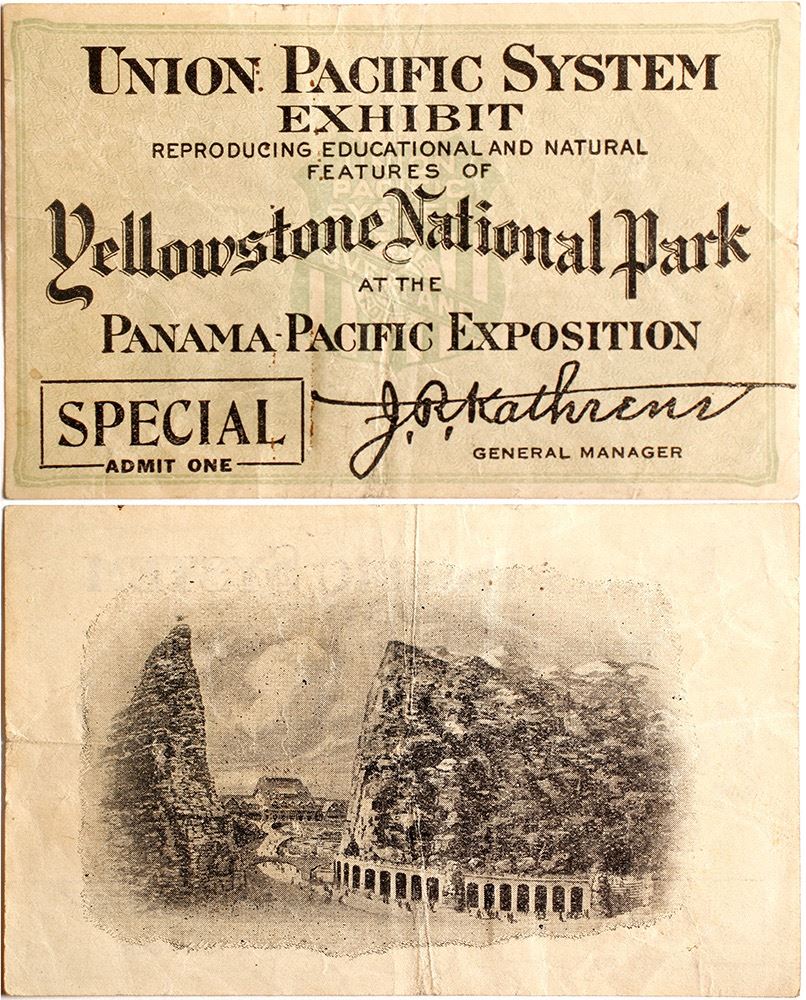 UNION PACIFIC SYSTEM
EXHIBIT
REPRODUCING EDUCATIONAL AND NATURAL
FEATURES OF
Yellowstone National Park
AT THE
PANAMA-PACIFIC EXPOSITION
SPECIAL
ADMIT ONE
J.R. Kathrens
GENERAL MANAGER